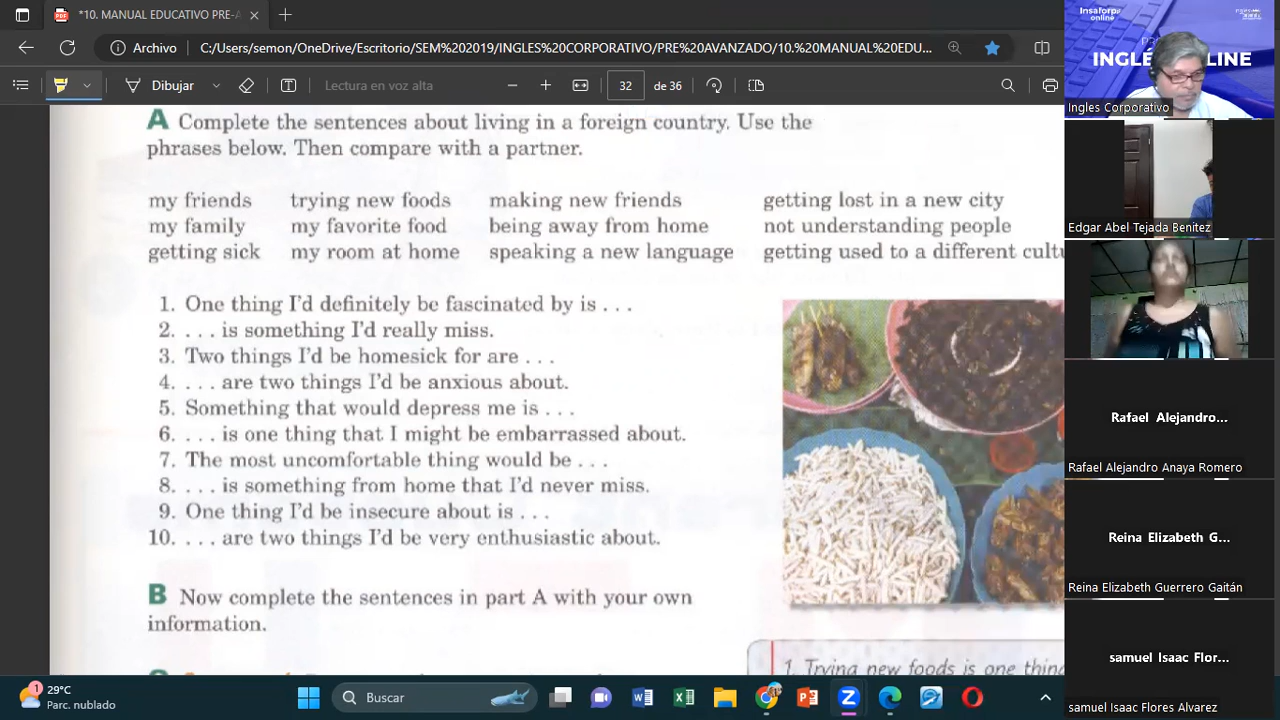 *10. MANUAL EDUCATIVO PRE-A
Archivo
C:/Users/semon/OneDrive/Escritorio/SEM%202019/INGLES%20CORPORATIVO/PRE%20AVANZADO/10.%20MANUAL%20EDU...
Dibujar
Lectura en voz alta
32
de 36
A Complete the sentences about living in a foreign country. Use the
phrases below. Then compare with a partner.
my friends trying new foods making new friends getting lost in a new city
my family my favorite food being away from home not understanding people
getting sick my room at home speaking a new language getting used to a different cultu
1. One thing I'd definitely be fascinated by is . . .
2. . . . is something I'd really miss.
3. Two things I'd be homesick for are . . .
4. . . . are two things I'd be anxious about.
5. Something that would depress me is . . .
6. . . . is one thing that I might be embarrassed about.
7. The most uncomfortable thing would be . . .
8. . . . is something from home that I'd never miss.
9. One thing I'd be insecure about is . . .
10. . . . are two things I'd be very enthusiastic about.
B Now complete the sentences in part A with your own
information.
1. Trying new foods is one thing
Insaforp
online
INGLÉ LINE
Ingles Corporativo
Edgar Abel Tejada Benitez
Rafael Alejandro...
Rafael Alejandro Anaya Romero
Reina Elizabeth G...
Reina Elizabeth Guerrero Gaitán
samuel Isaac Flor...
samuel Isaac Flores Alvarez
1
29°C
Parc. nublado
Buscar